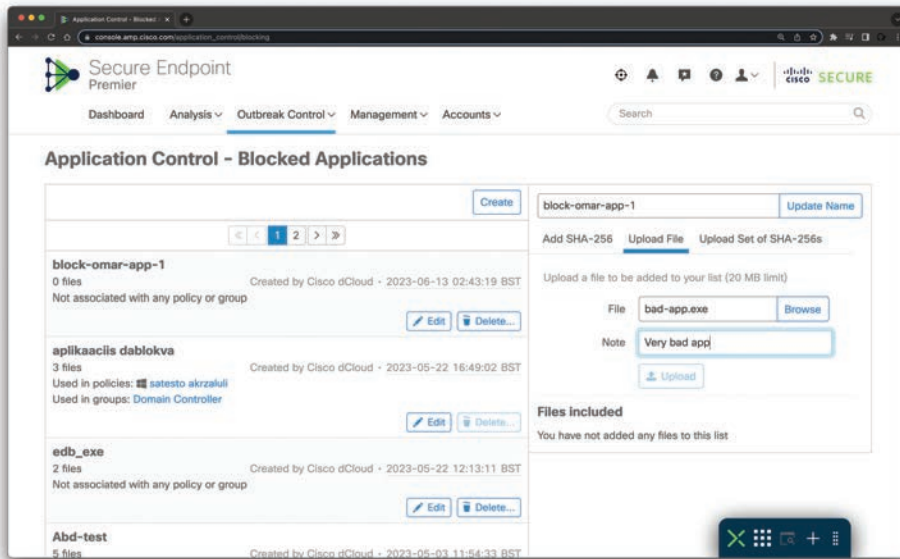 Application Control - Blocked
console.amp.cisco.com/application_control/blocking
Secure Endpoint
Premier
CISCO SECURE
Dashboard Analysis Outbreak Control Management Accounts
Search
Application Control - Blocked Applications
Create
« < 1 2 > »
block-omar-app-1
0 files Created by Cisco dCloud • 2023-06-13 02:43:19 BST
Not associated with any policy or group
Edit Delete...
aplikaaciis dablokva
3 files Created by Cisco dCloud • 2023-05-22 16:49:02 BST
Used in policies: satesto akrzaluli
Used in groups: Domain Controller
Edit Delete...
edb_exe
2 files Created by Cisco dCloud • 2023-05-22 12:13:11 BST
Not associated with any policy or group
Edit Delete...
Abd-test
5 files Created by Cisco dCloud • 2023-05-03 11:54:33 BST
block-omar-app-1 Update Name
Add SHA-256 Upload File Upload Set of SHA-256s
Upload a file to be added to your list (20 MB limit)
File bad-app.exe Browse
Note Very bad app
Upload
Files included
You have not added any files to this list